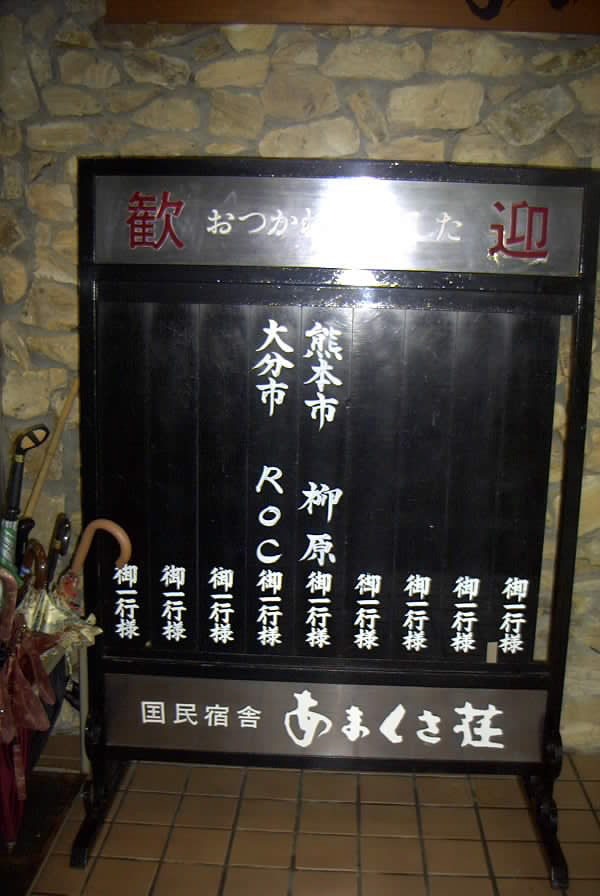 歓 おつか した 迎
御一行様
御一行様
御一行様
御一行様
熊本市 柳原 御一行様
大分市 ROC 御一行様
御一行様
御一行様
御一行様
国民宿舎 あまくさ荘